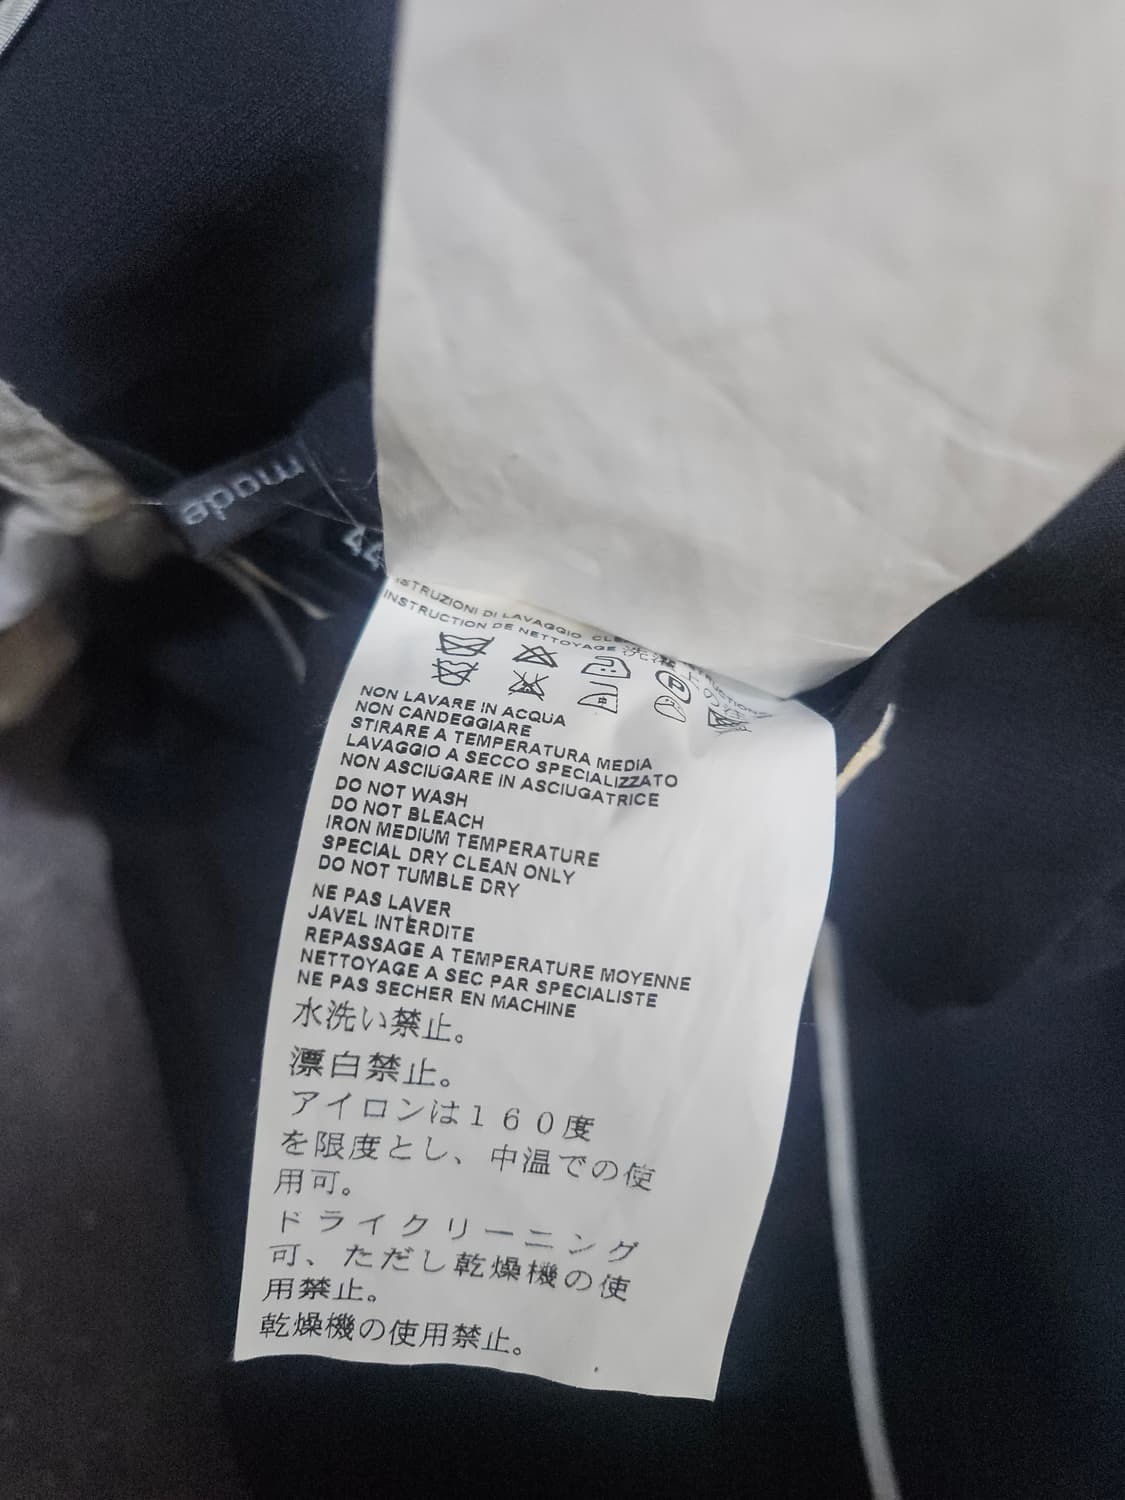 made
44
ISTRUZIONI DI LAVAGGIO
INSTRUCTION DE NETTOYAGE
NON LAVARE IN ACQUA
NON CANDEGGIARE
STIRARE A TEMPERATURA MEDIA
LAVAGGIO A SECCO SPECIALIZZATO
NON ASCIUGARE IN ASCIUGATRICE
DO NOT WASH
DO NOT BLEACH
IRON MEDIUM TEMPERATURE
SPECIAL DRY CLEAN ONLY
DO NOT TUMBLE DRY
NE PAS LAVER
JAVEL INTERDITE
REPASSAGE A TEMPERATURE MOYENNE
NETTOYAGE A SEC PAR SPECIALISTE
NE PAS SECHER EN MACHINE
水洗い禁止。
漂白禁止。
アイロンは160度
を限度とし、中温での使
用可。
ドライクリーニング
可、ただし乾燥機の使
用禁止。
乾燥機の使用禁止。